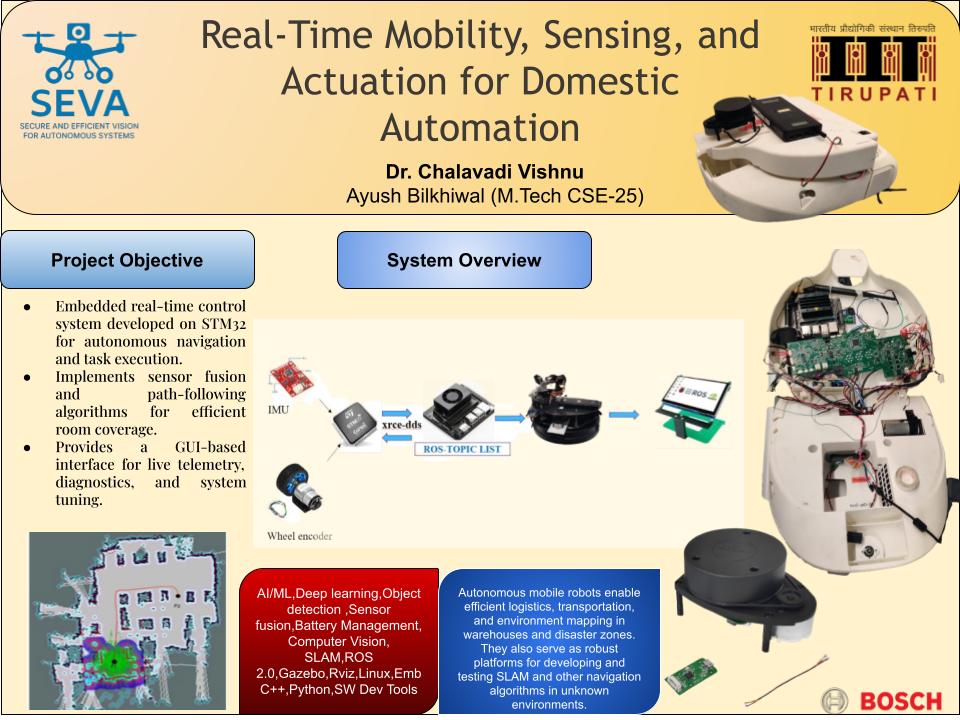 SEVA
SECURE AND EFFICIENT VISION
FOR AUTONOMOUS SYSTEMS
Real-Time Mobility, Sensing, and
Actuation for Domestic
Automation
Dr. Chalavadi Vishnu
Ayush Bilkhiwal (M.Tech CSE-25)
भारतीय प्रौद्योगिकी संस्थान तिरुपति
TIRUPATI
Project Objective
● Embedded real-time control
system developed on STM32
for autonomous navigation
and task execution.
● Implements sensor fusion
and path-following
algorithms for efficient
room coverage.
● Provides a GUI-based
interface for live telemetry,
diagnostics, and system
tuning.
System Overview
IMU
xrce-dds
ROS-TOPIC LIST
ROS
Wheel encoder
AI/ML,Deep learning,Object
detection ,Sensor
fusion,Battery Management,
Computer Vision,
SLAM,ROS
2.0,Gazebo,Rviz,Linux,Emb
C++,Python,SW Dev Tools
Autonomous mobile robots enable
efficient logistics, transportation,
and environment mapping in
warehouses and disaster zones.
They also serve as robust
platforms for developing and
testing SLAM and other navigation
algorithms in unknown
environments.
BOSCH